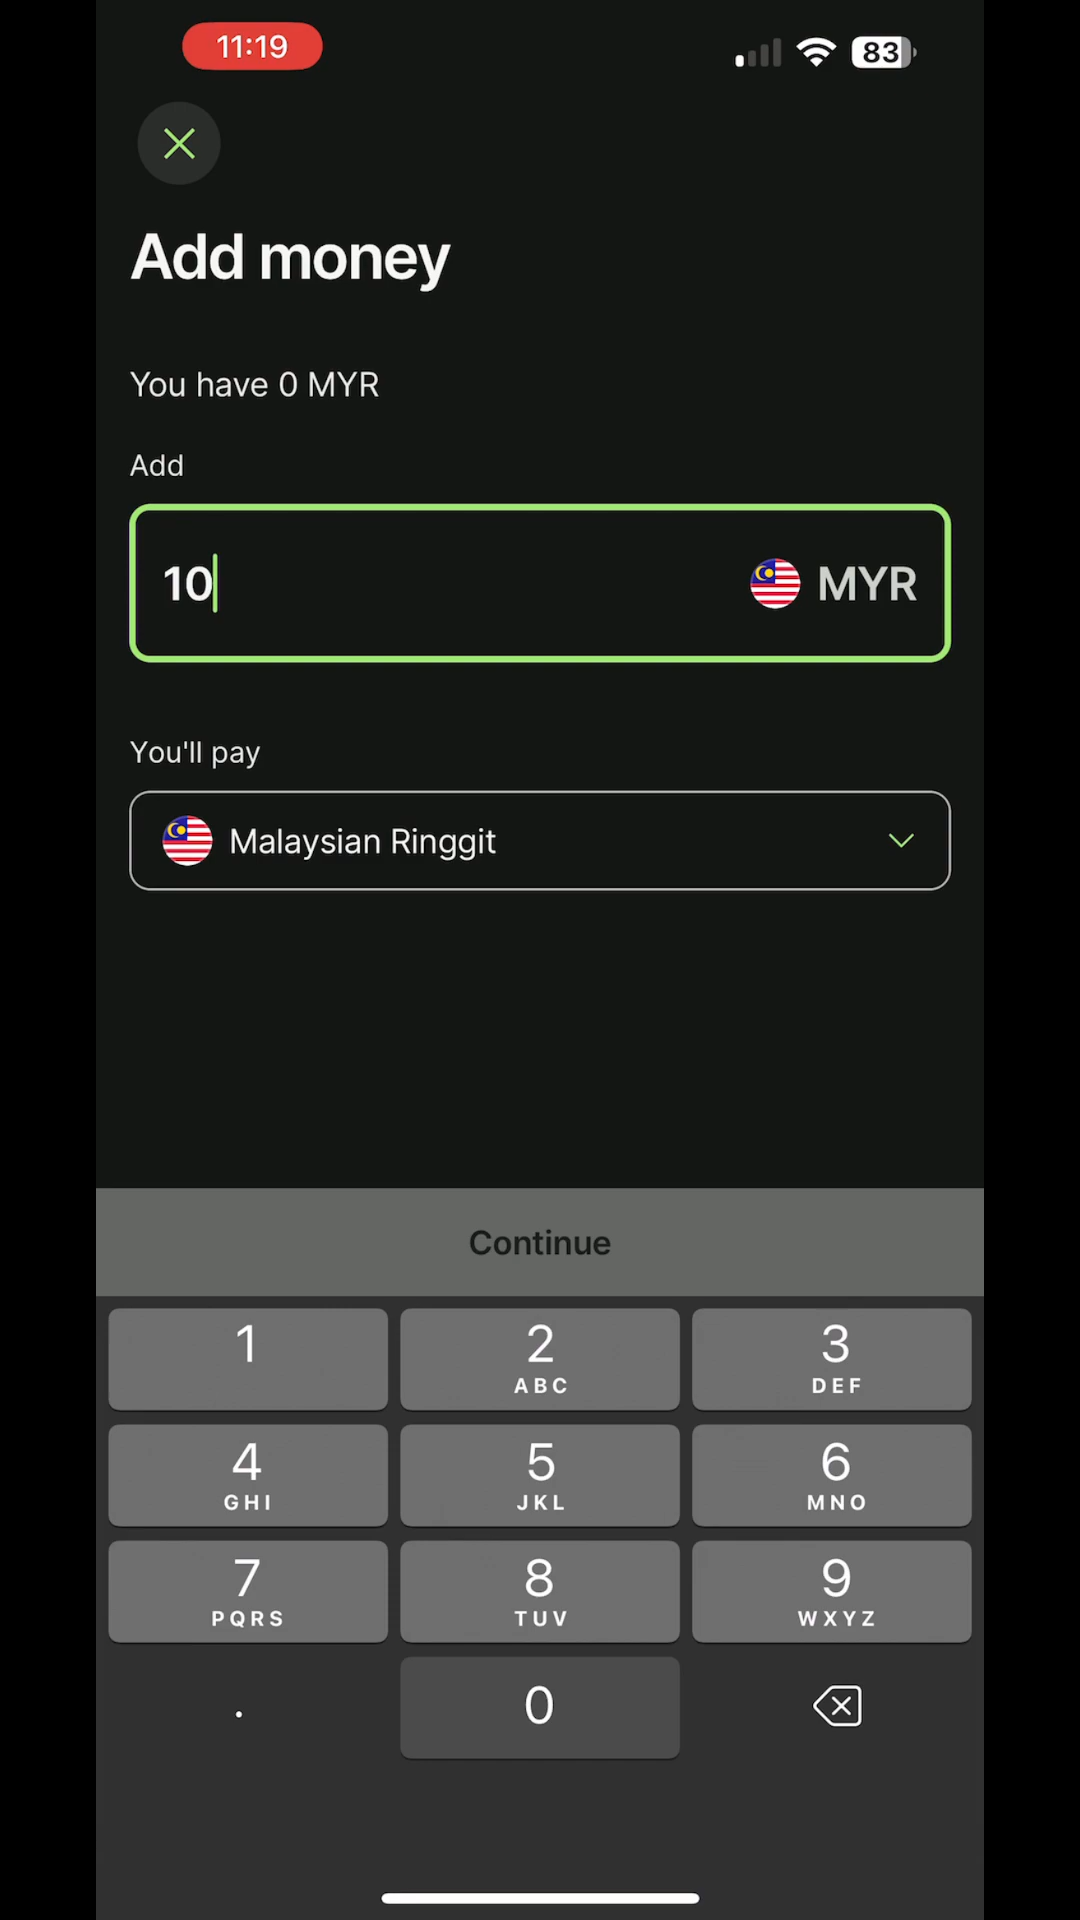 11:19
83
Add money
You have 0 MYR
Add
10
MYR
You'll pay
Malaysian Ringgit
Continue
1
2
ABC
3
DEF
4
GHI
5
JKL
6
MNO
7
PQRS
8
TUV
9
WXYZ
.
0